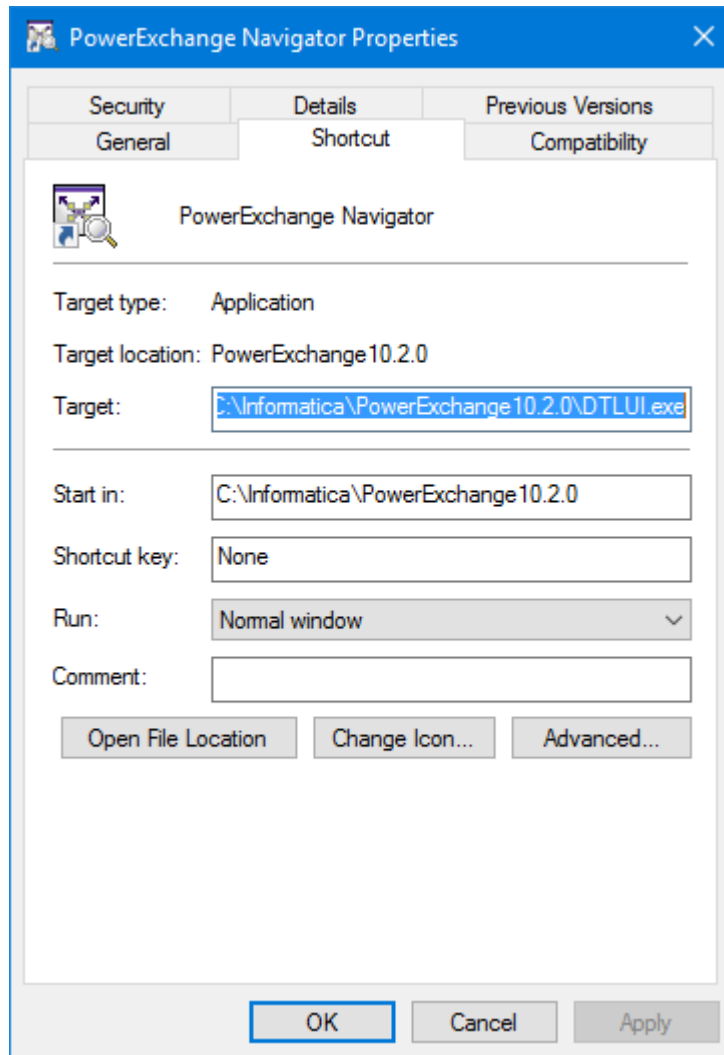 PowerExchange Navigator Properties
Security Details Previous Versions
General Shortcut Compatibility
PowerExchange Navigator
Target type: Application
Target location: PowerExchange10.2.0
Target: C:\Informatica\PowerExchange10.2.0\DTLUI.exe
Start in: C:\Informatica\PowerExchange10.2.0
Shortcut key: None
Run: Normal window
Comment:
Open File Location Change Icon... Advanced...
OK Cancel Apply